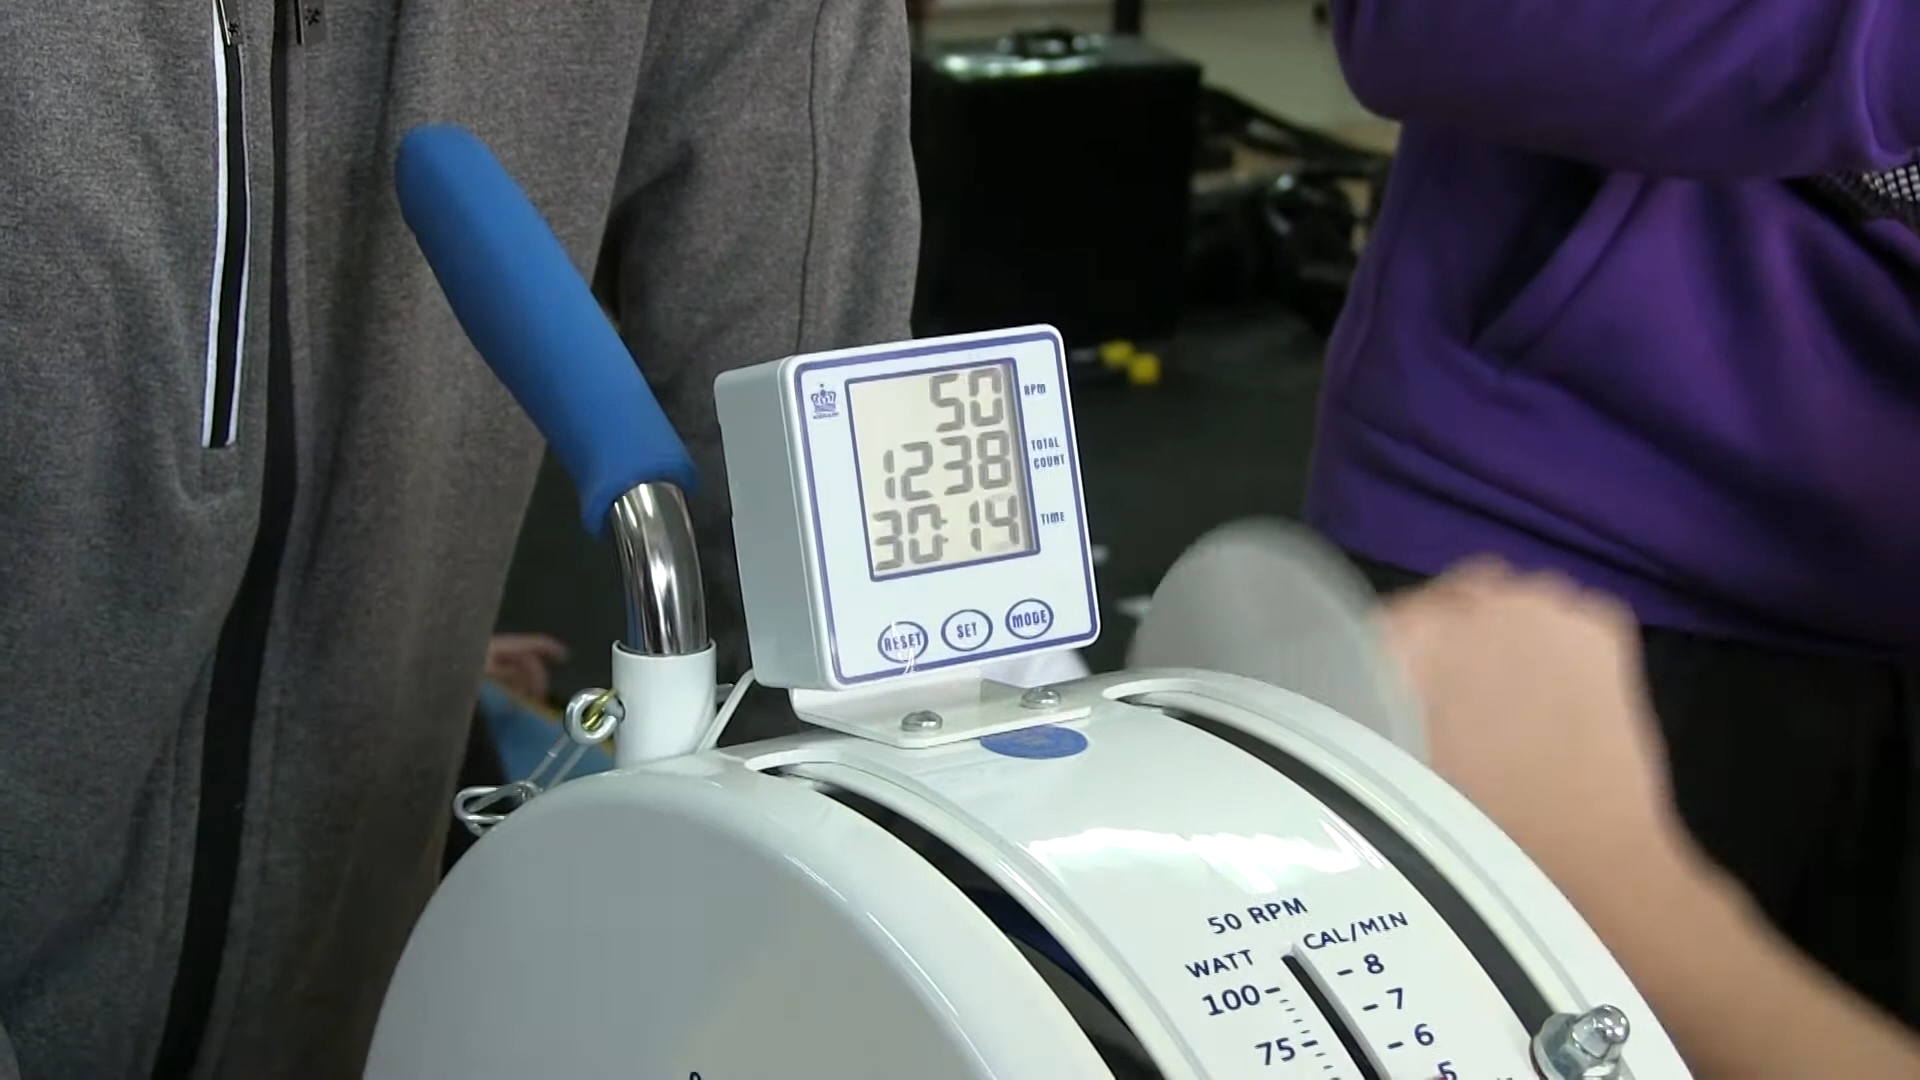 50 RPM
1238 TOTAL COUNT
30:14 TIME
RESET SET MODE
50 RPM
WATT CAL/MIN
- 8
100 -
- 7
75 - - 6
5